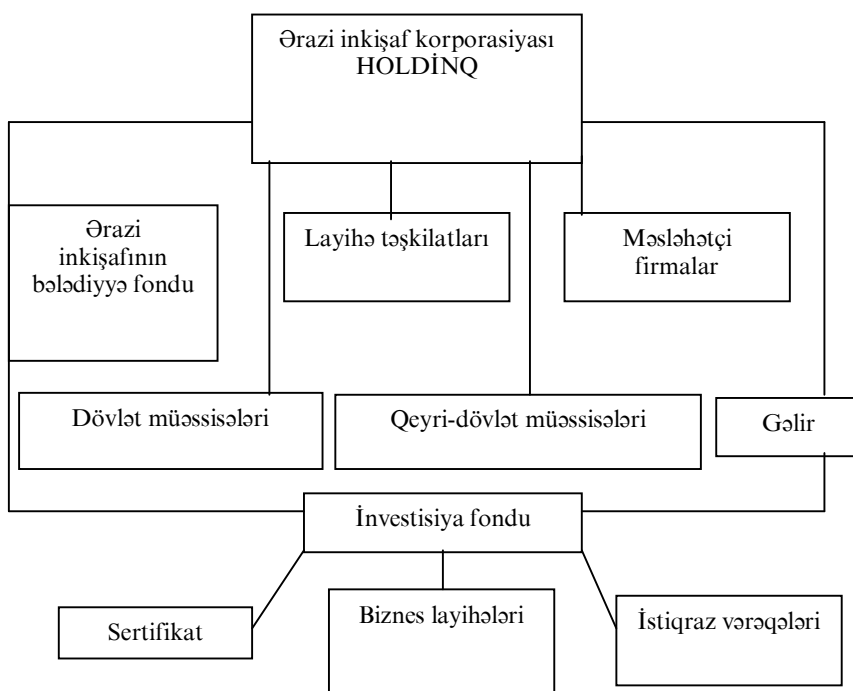 Ərazi inkişaf korporasiyası
HOLDİNQ
Ərazi
inkişafının
bələdiyyə fondu
Layihə təşkilatları
Məsləhətçi
firmalar
Dövlət müəssisələri
Qeyri-dövlət müəssisələri
Gəlir
İnvestisiya fondu
Sertifikat
Biznes layihələri
İstiqraz vərəqələri